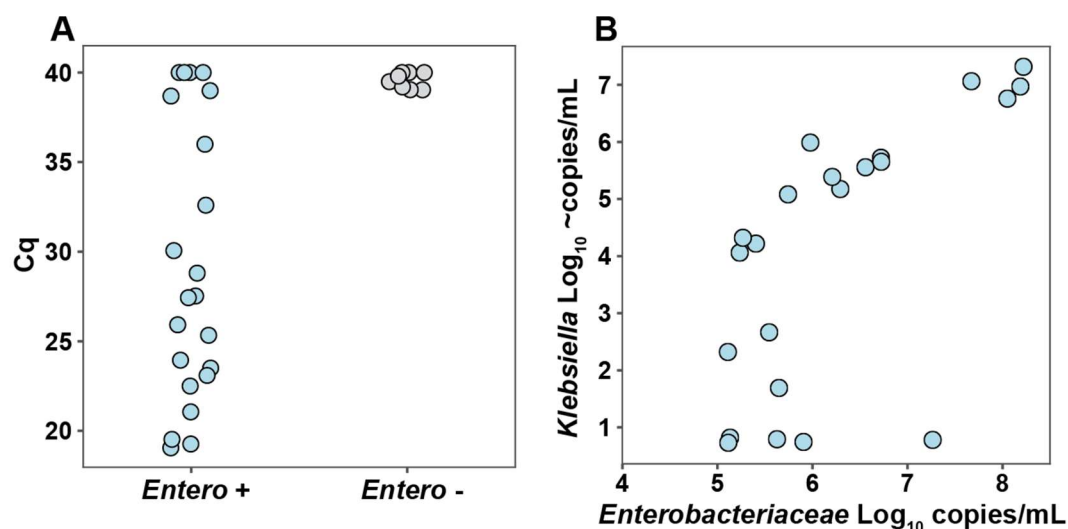 A
40
35
30
25
20
Cq
Entero +
Entero -
B
7
6
5
4
3
2
1
Klebsiella Log10 ~copies/mL
4 5 6 7 8
Enterobacteriaceae Log10 copies/mL